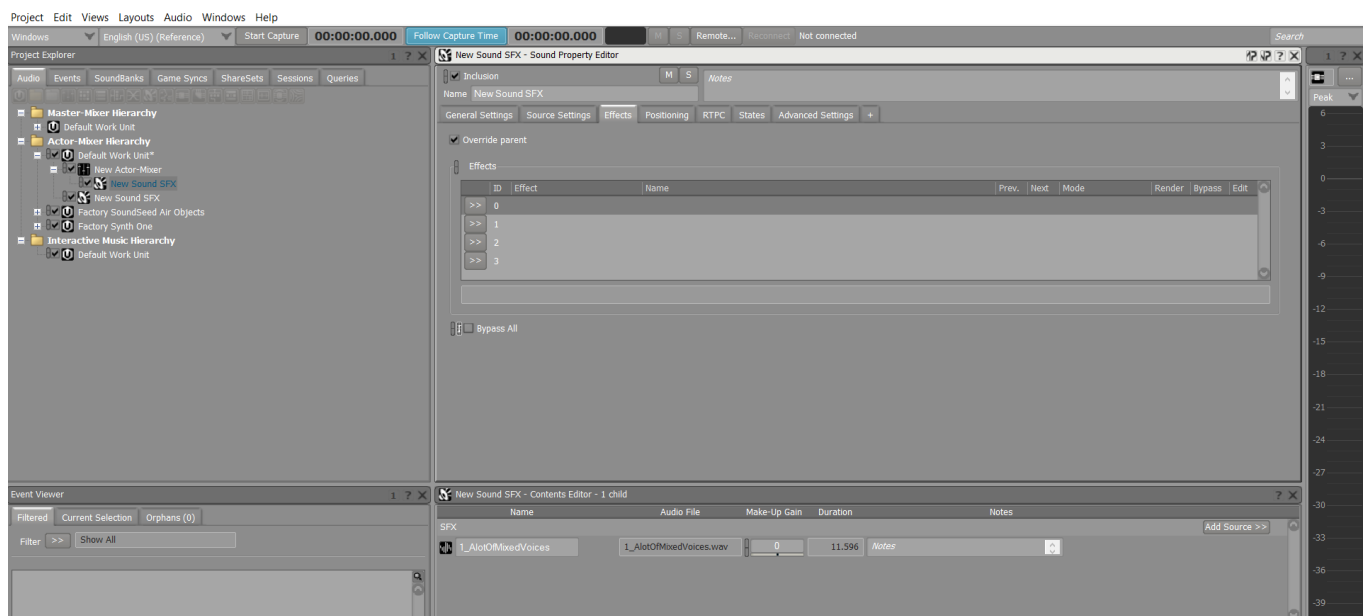 Project Edit Views Layouts Audio Windows Help
Windows English (US) (Reference) Start Capture 00:00:00.000 Follow Capture Time 00:00:00.000 M S Remote... Reconnect Not connected Search
Project Explorer 1 ? X
Audio Events SoundBanks Game Syncs ShareSets Sessions Queries
Master-Mixer Hierarchy
Default Work Unit
Actor-Mixer Hierarchy
Default Work Unit*
New Actor-Mixer
New Sound SFX
New Sound SFX
Factory SoundSeed Air Objects
Factory Synth One
Interactive Music Hierarchy
Default Work Unit
New Sound SFX - Sound Property Editor ? X
Inclusion M S Notes
Name New Sound SFX
General Settings Source Settings Effects Positioning RTPC States Advanced Settings +
Override parent
Effects
ID Effect Name Prev. Next Mode Render Bypass Edit
>> 0
>> 1
>> 2
>> 3
Bypass All
1 ? X
...
Peak
6
3
0
-3
-6
-9
-12
-15
-18
-21
-24
-27
-30
-33
-36
-39
Event Viewer 1 ? X
Filtered Current Selection Orphans (0)
Filter >> Show All
New Sound SFX - Contents Editor - 1 child ? X
Name Audio File Make-Up Gain Duration Notes
SFX Add Source >>
1_AlotOfMixedVoices 1_AlotOfMixedVoices.wav 0 11.596 Notes